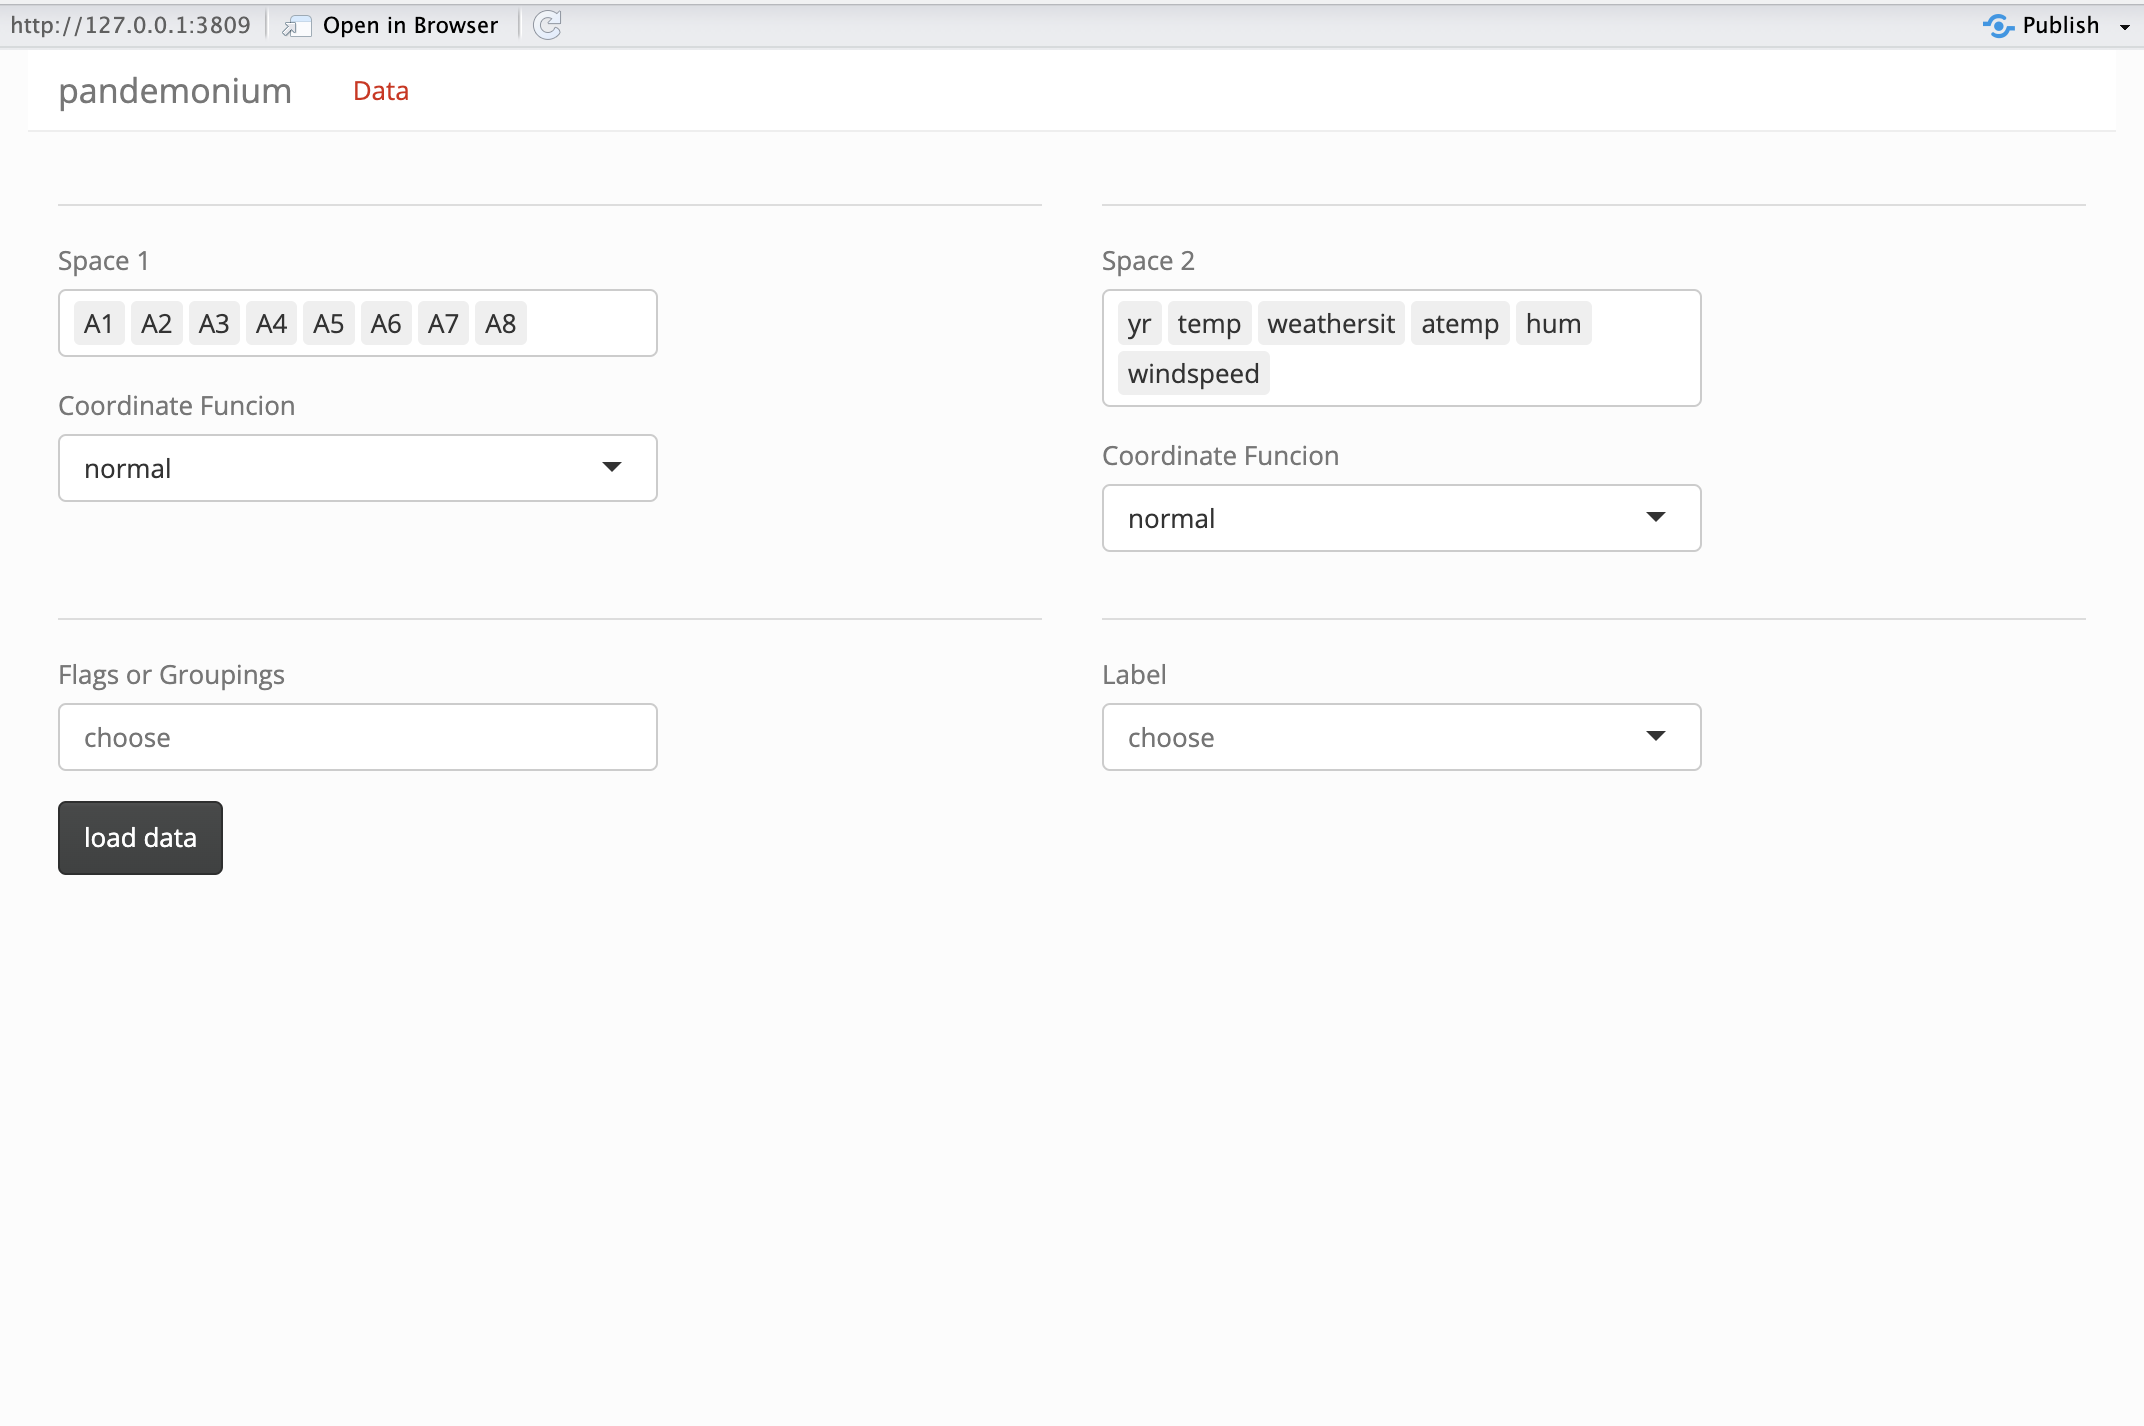 http://127.0.0.1:3809 Open in Browser Publish
pandemonium Data
Space 1
A1 A2 A3 A4 A5 A6 A7 A8
Coordinate Funcion
normal
Space 2
yr temp weathersit atemp hum
windspeed
Coordinate Funcion
normal
Flags or Groupings
choose
Label
choose
load data